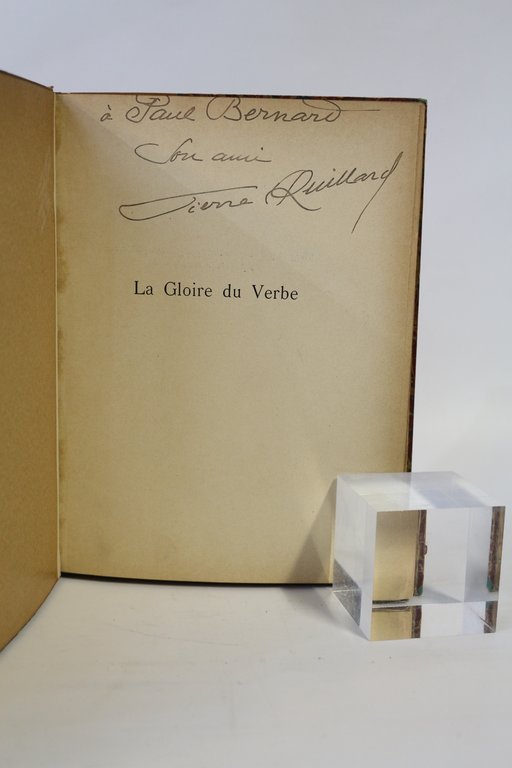 à Paul Bernard
Son ami
Pierre Quillard
La Gloire du Verbe